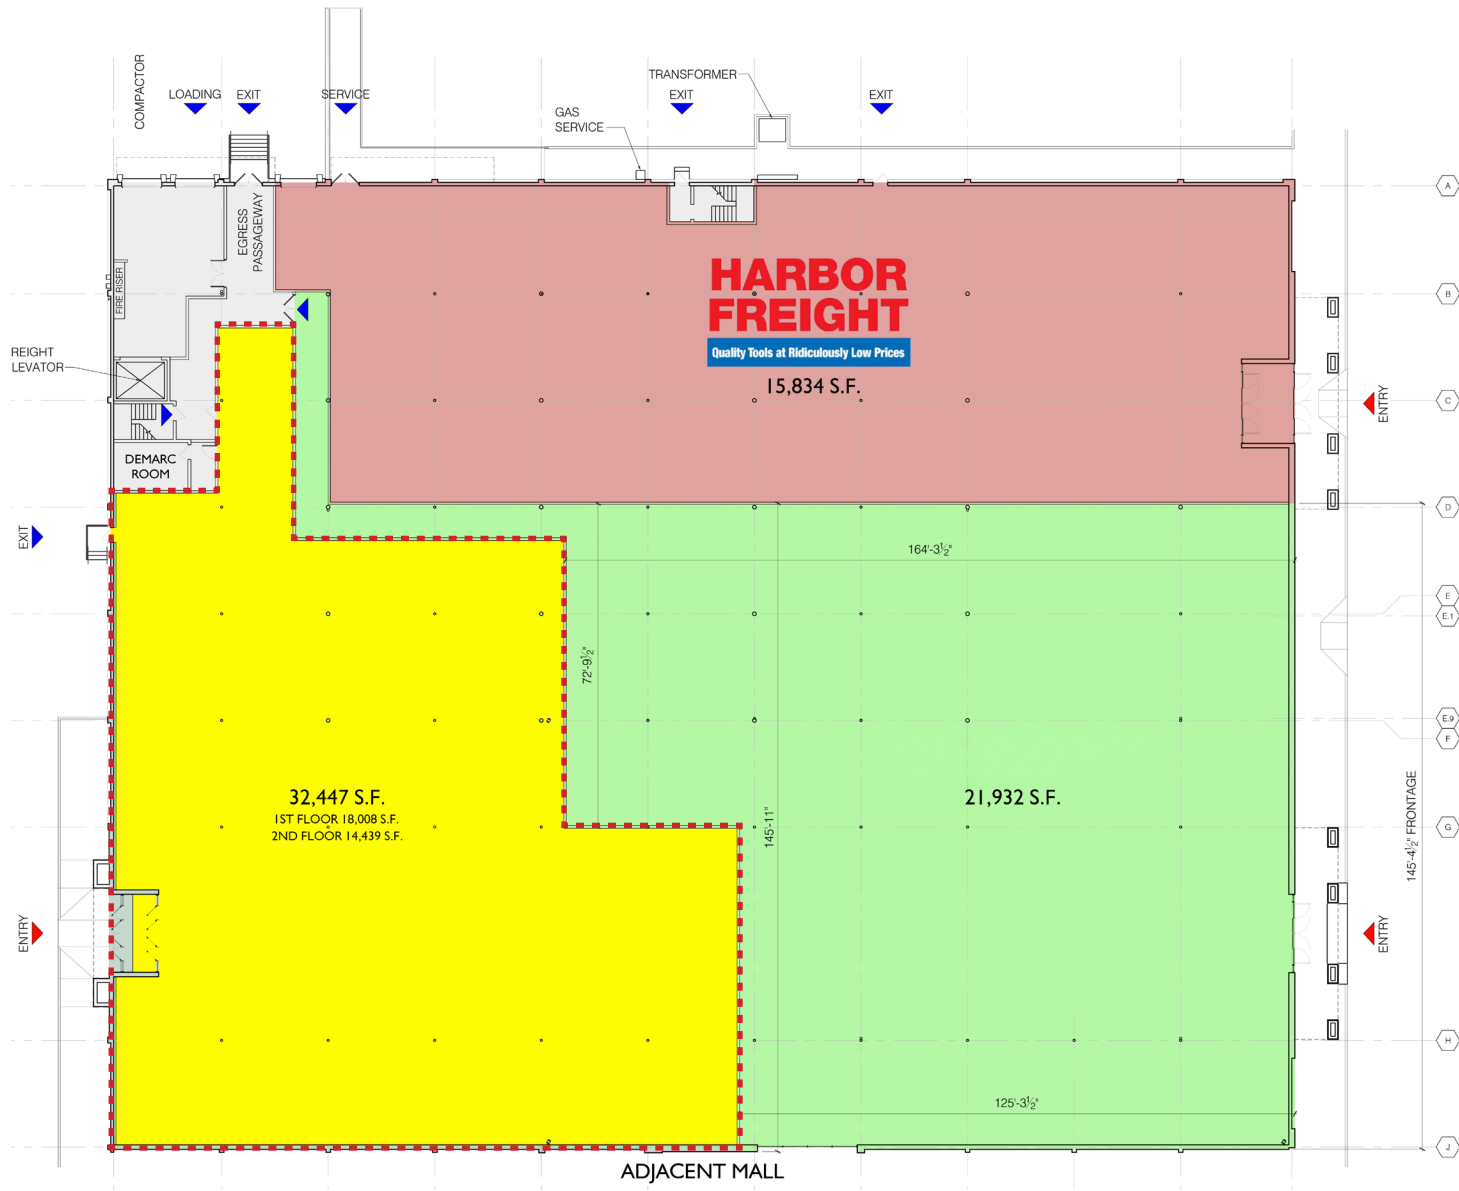 COMPACTOR
LOADING
EXIT
SERVICE
TRANSFORMER
GAS
SERVICE
EXIT
EXIT
EGRESS
PASSAGEWAY
FIRE RISER
REIGHT
LEVATOR
DEMARC
ROOM
HARBOR
FREIGHT
Quality Tools at Ridiculously Low Prices
15,834 S.F.
ENTRY
EXIT
164'-3½"
72'-9½"
32,447 S.F.
1ST FLOOR 18,008 S.F.
2ND FLOOR 14,439 S.F.
145'-11"
21,932 S.F.
145'-4½" FRONTAGE
ENTRY
ENTRY
125'-3½"
ADJACENT MALL
A
B
C
D
E
E.1
E.9
F
G
H
J